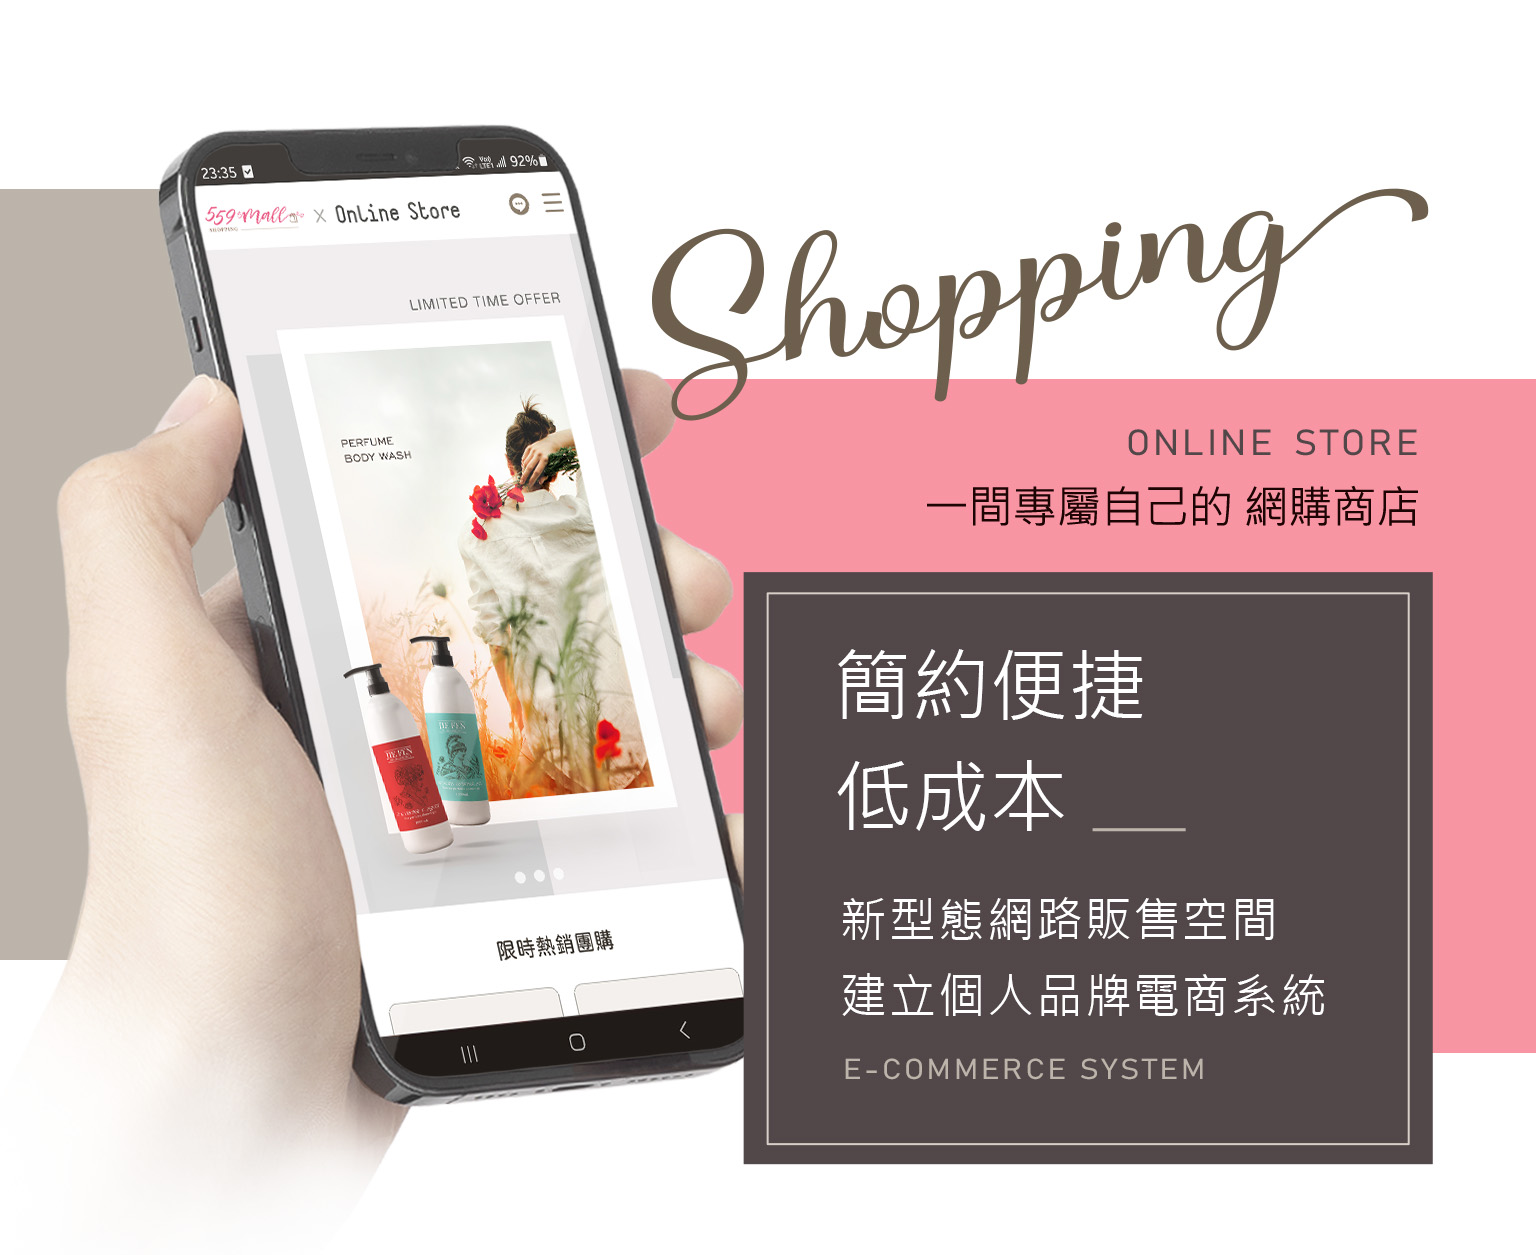 23:35
92%
559 mall x Online Store
SHOPPING
LIMITED TIME OFFER
PERFUME
BODY WASH
限時熱銷團購
Shopping
ONLINE STORE
一間專屬自己的 網購商店
簡約便捷
低成本
新型態網路販售空間
建立個人品牌電商系統
E-COMMERCE SYSTEM